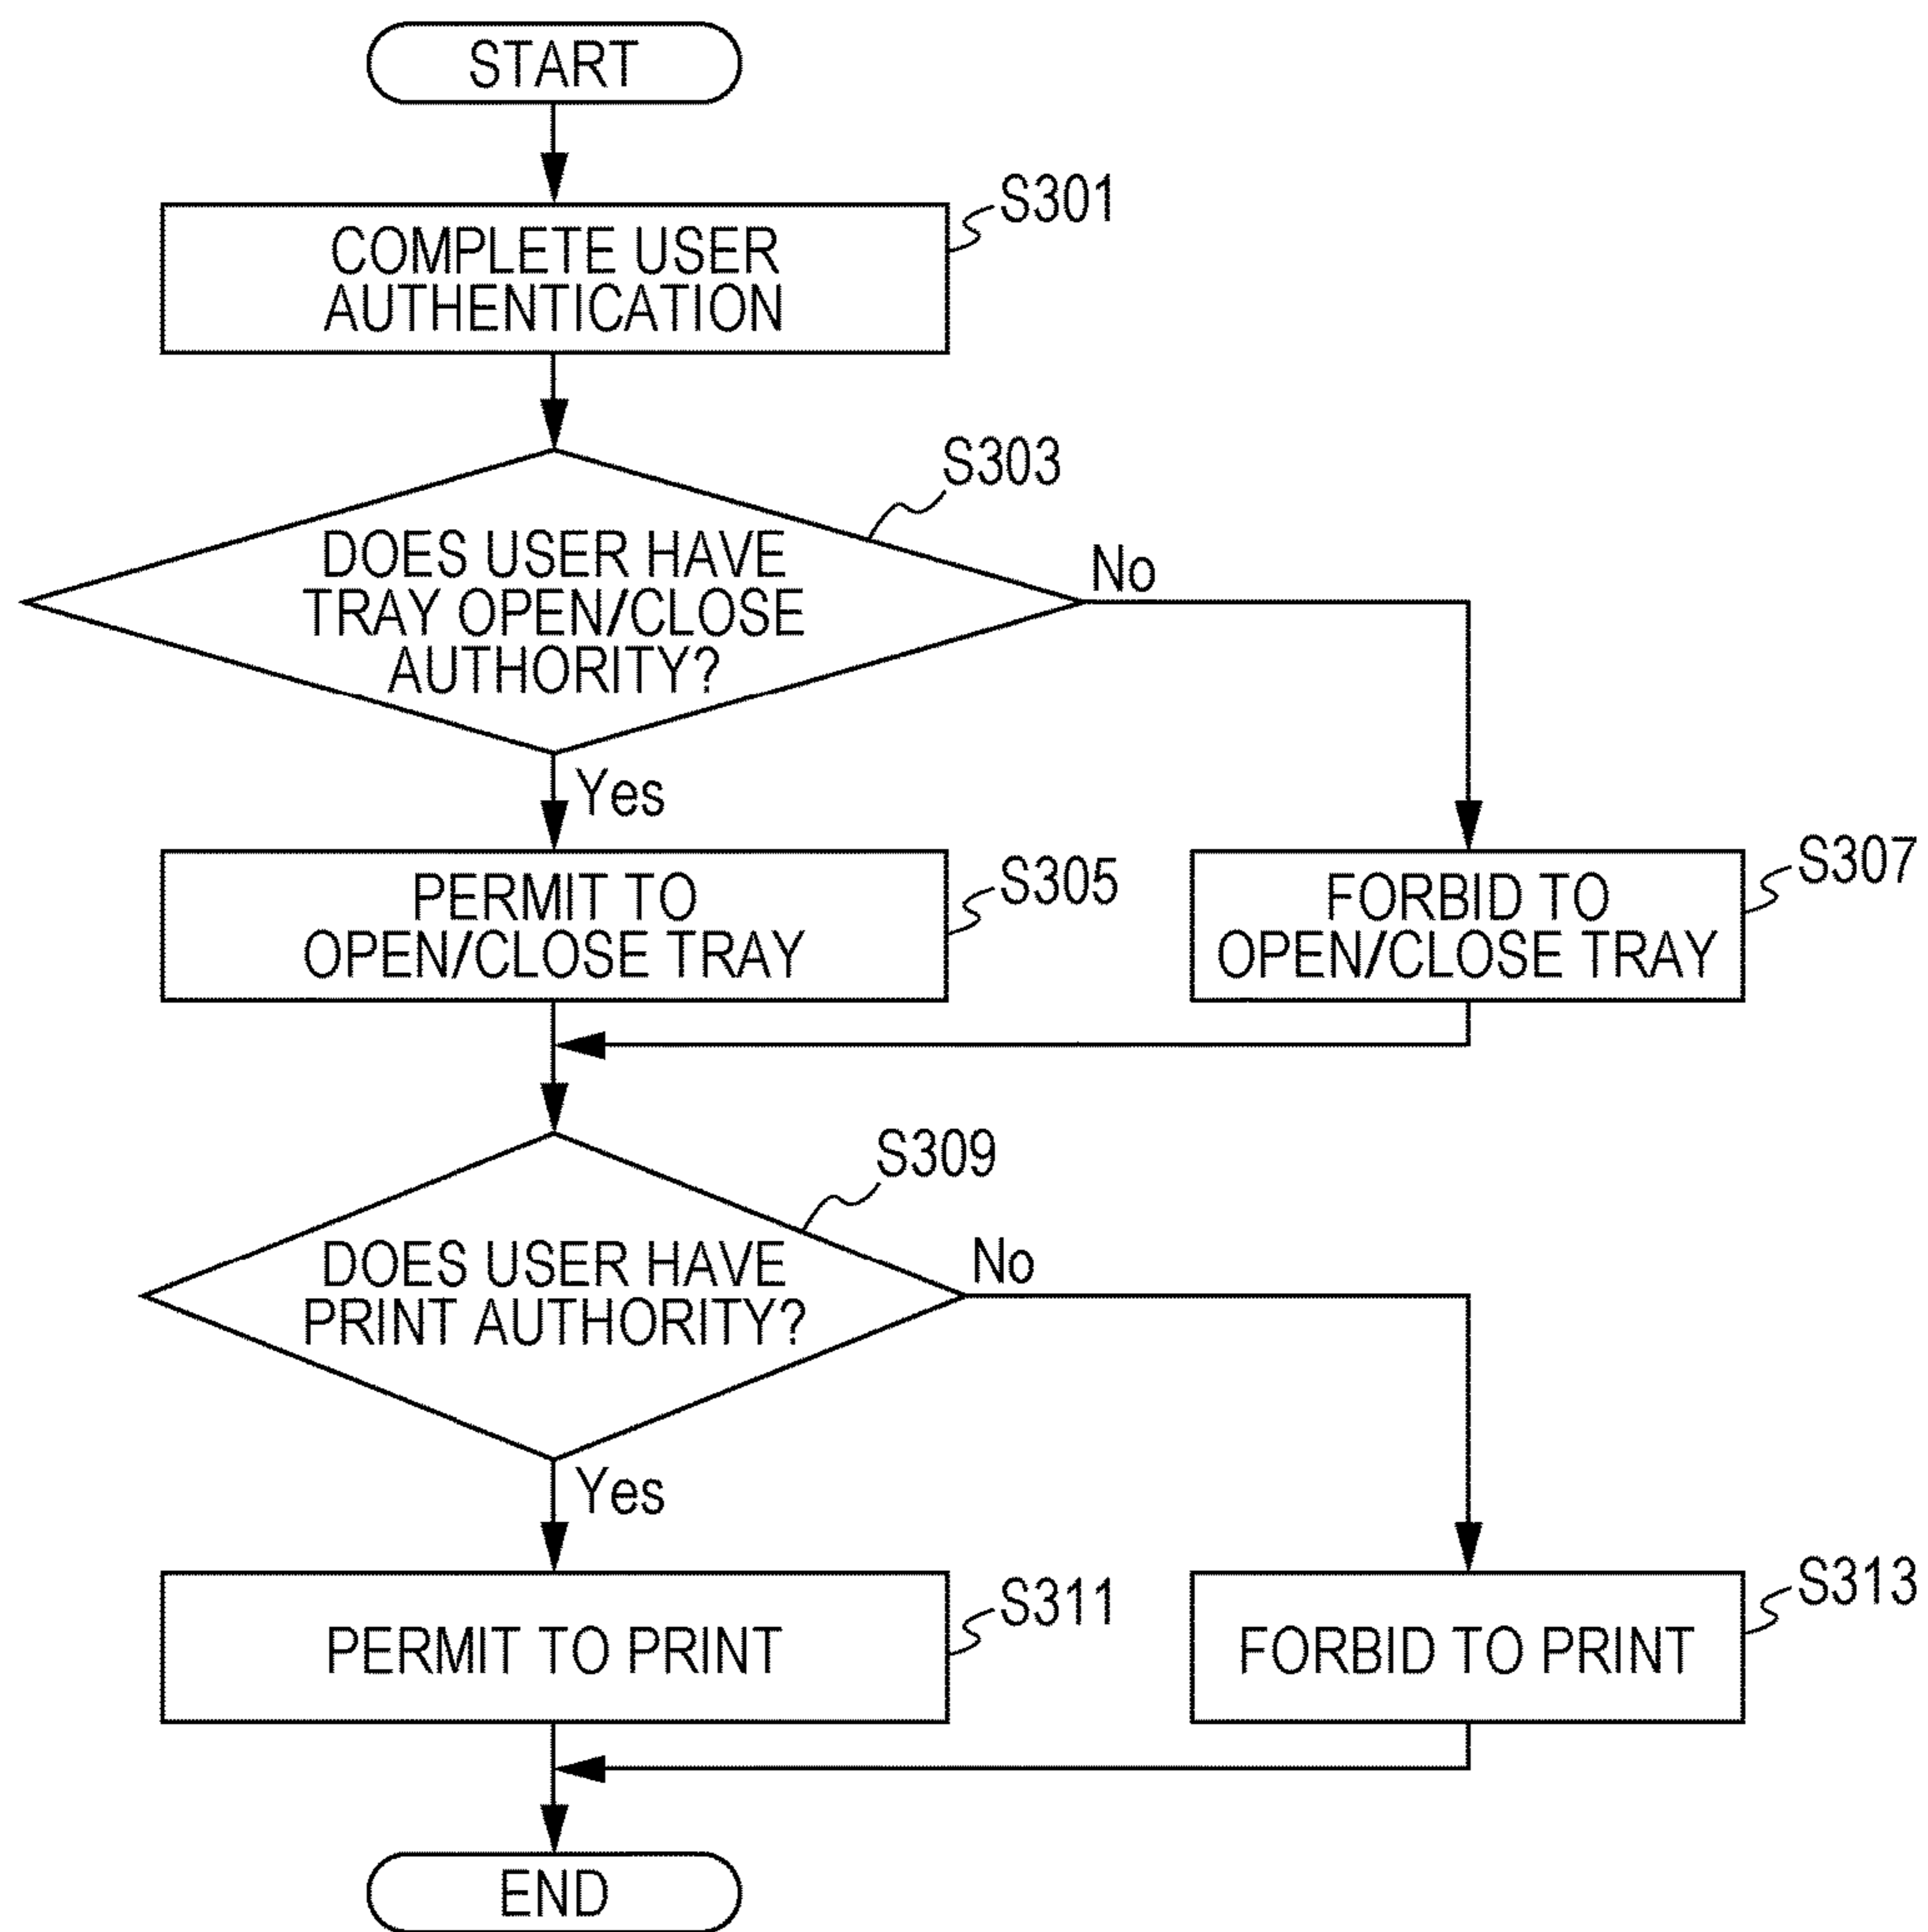 START
S301
COMPLETE USER
AUTHENTICATION
S303
DOES USER HAVE
TRAY OPEN/CLOSE
AUTHORITY?
No
Yes
S305
PERMIT TO
OPEN/CLOSE TRAY
S307
FORBID TO
OPEN/CLOSE TRAY
S309
DOES USER HAVE
PRINT AUTHORITY?
No
Yes
S311
PERMIT TO PRINT
S313
FORBID TO PRINT
END